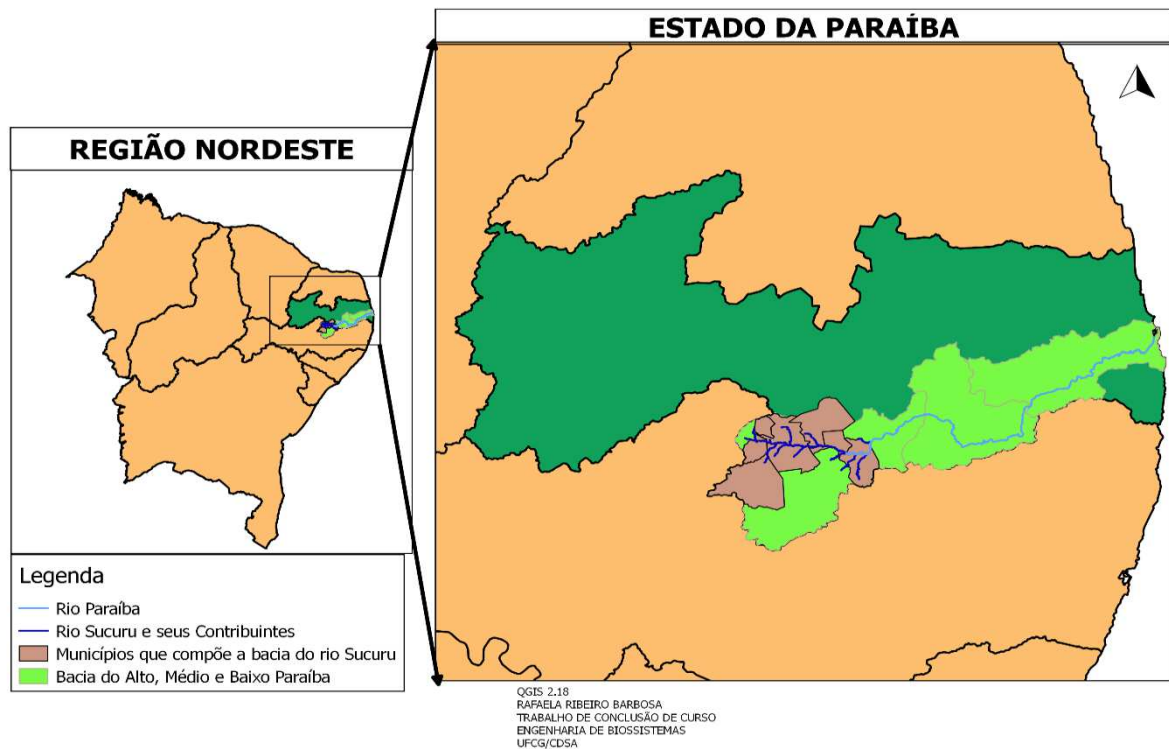 ESTADO DA PARAÍBA
REGIÃO NORDESTE
Legenda
Rio Paraíba
Rio Sucuru e seus Contribuintes
Municípios que compõe a bacia do rio Sucuru
Bacia do Alto, Médio e Baixo Paraíba
QGIS 2.18
RAFAELA RIBEIRO BARBOSA
TRABALHO DE CONCLUSÃO DE CURSO
ENGENHARIA DE BIOSSISTEMAS
UFCG/CDSA